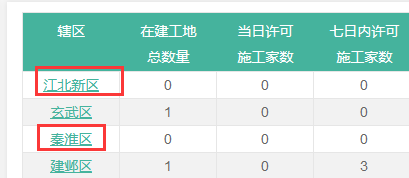 辖区 在建工地 当日许可 七日内许可
总数量 施工家数 施工家数
江北新区 0 0 0
玄武区 1 0 0
秦淮区 0 0 0
建邺区 1 0 3